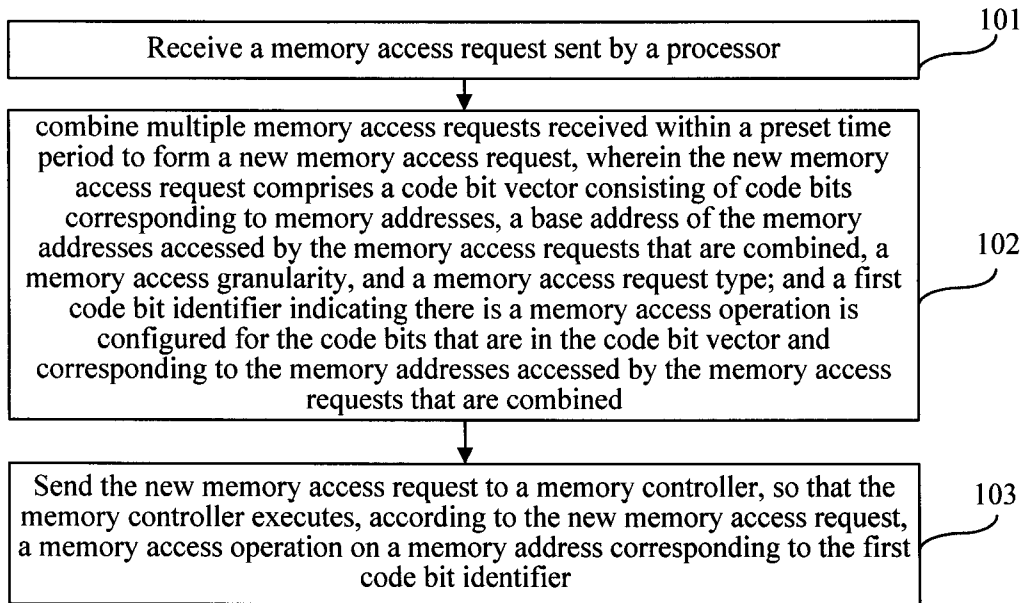 101
Receive a memory access request sent by a processor
combine multiple memory access requests received within a preset time
period to form a new memory access request, wherein the new memory
access request comprises a code bit vector consisting of code bits
corresponding to memory addresses, a base address of the memory
addresses accessed by the memory access requests that are combined, a
memory access granularity, and a memory access request type; and a first
code bit identifier indicating there is a memory access operation is
configured for the code bits that are in the code bit vector and
corresponding to the memory addresses accessed by the memory access
requests that are combined
102
Send the new memory access request to a memory controller, so that the
memory controller executes, according to the new memory access request,
a memory access operation on a memory address corresponding to the first
code bit identifier
103